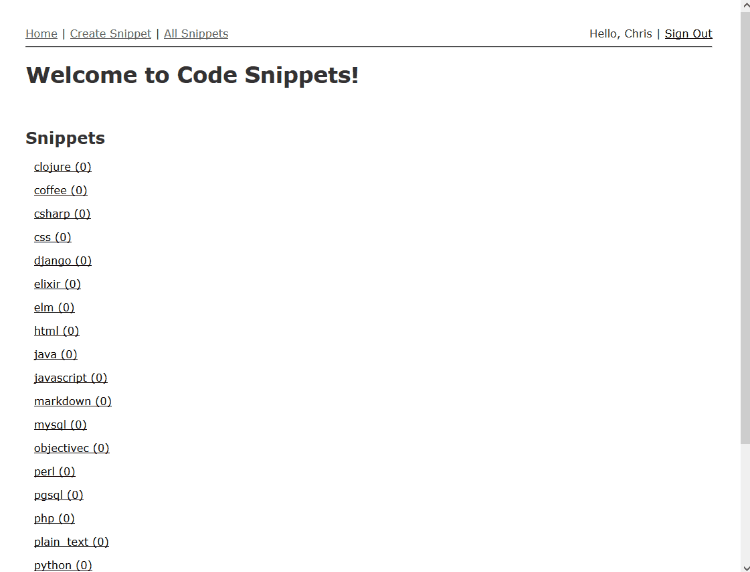 Home | Create Snippet | All Snippets Hello, Chris | Sign Out
Welcome to Code Snippets!
Snippets
clojure (0)
coffee (0)
csharp (0)
css (0)
django (0)
elixir (0)
elm (0)
html (0)
java (0)
javascript (0)
markdown (0)
mysql (0)
objectivec (0)
perl (0)
pgsql (0)
php (0)
plain_text (0)
python (0)